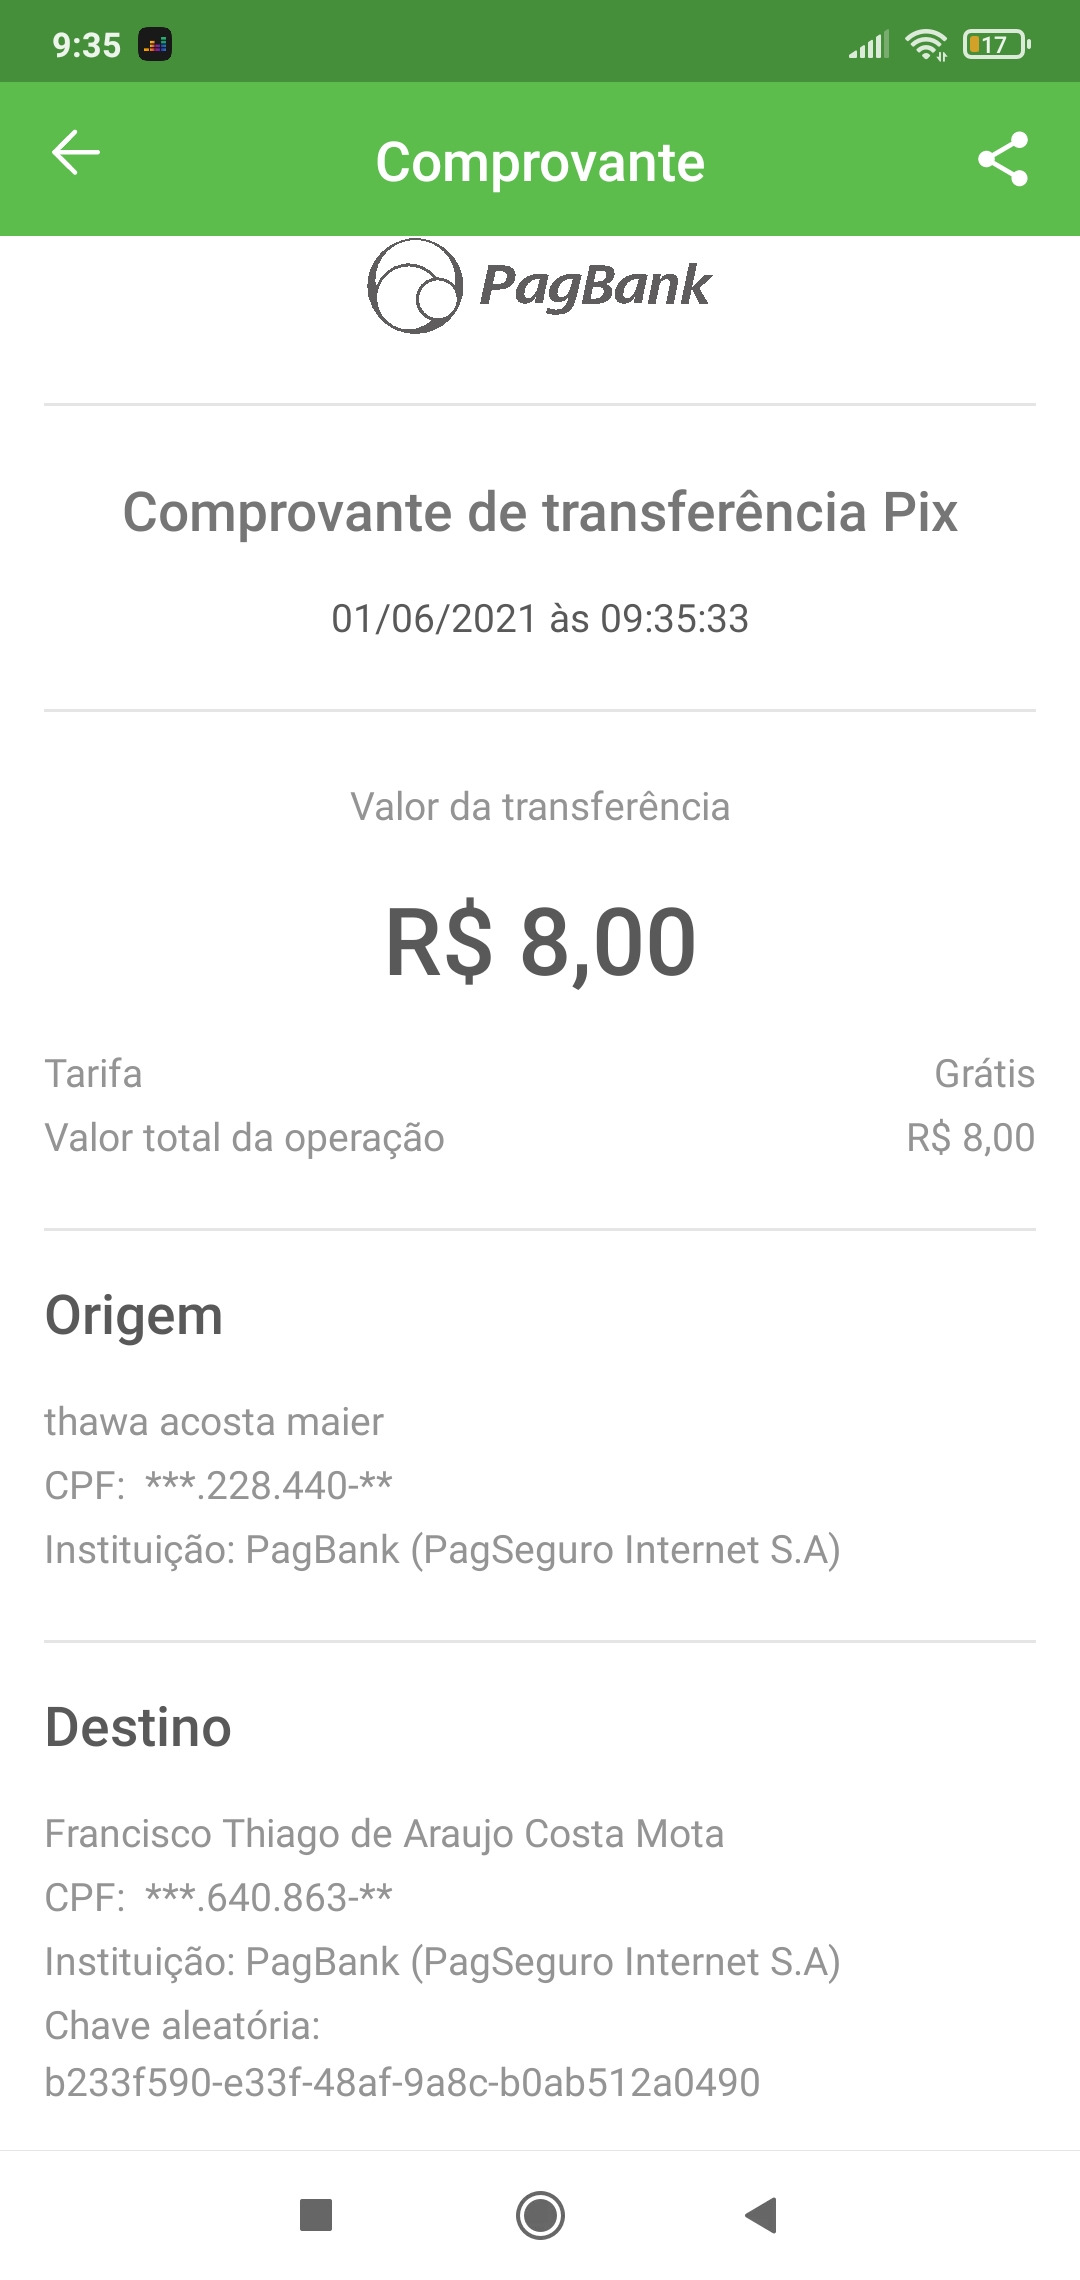 9:35
17
Comprovante
PagBank
Comprovante de transferência Pix
01/06/2021 às 09:35:33
Valor da transferência
R$ 8,00
Tarifa Grátis
Valor total da operação R$ 8,00
Origem
thawa acosta maier
CPF: ***.228.440-**
Instituição: PagBank (PagSeguro Internet S.A)
Destino
Francisco Thiago de Araujo Costa Mota
CPF: ***.640.863-**
Instituição: PagBank (PagSeguro Internet S.A)
Chave aleatória:
b233f590-e33f-48af-9a8c-b0ab512a0490